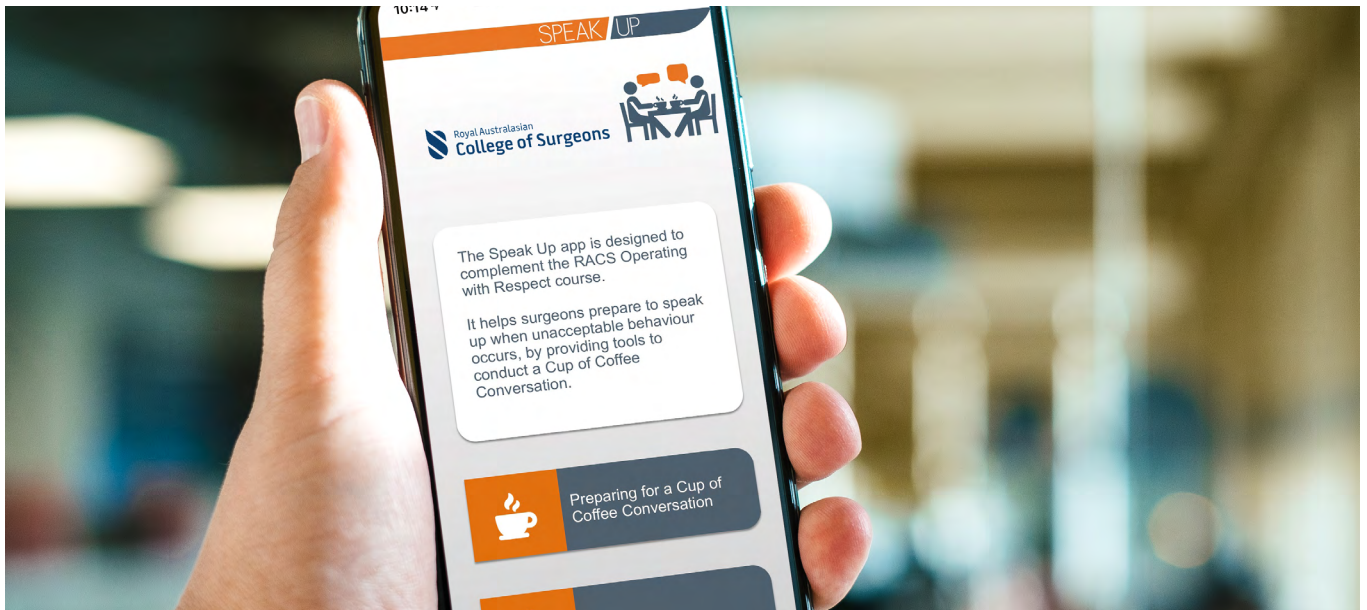 10:14
SPEAK UP
Royal Australasian
College of Surgeons
The Speak Up app is designed to
complement the RACS Operating
with Respect course.
It helps surgeons prepare to speak
up when unacceptable behaviour
occurs, by providing tools to
conduct a Cup of Coffee
Conversation.
Preparing for a Cup of
Coffee Conversation